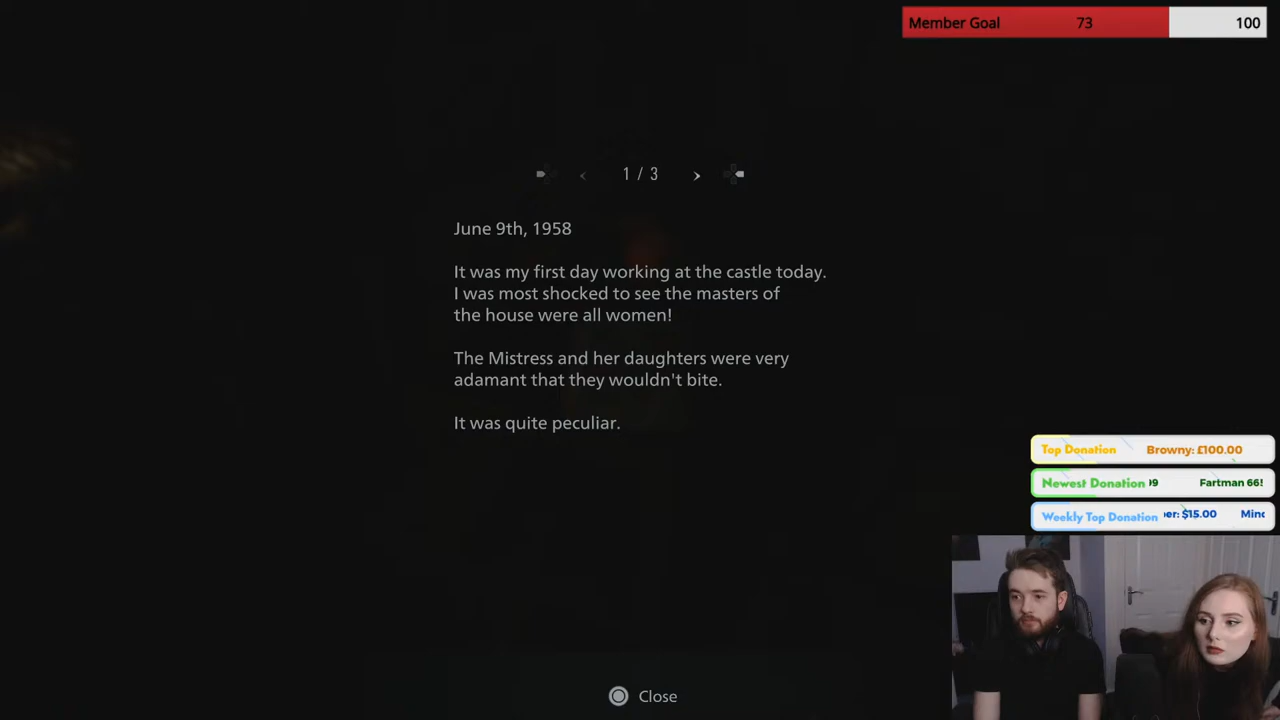 Member Goal 73 100
1 / 3
June 9th, 1958
It was my first day working at the castle today.
I was most shocked to see the masters of
the house were all women!
The Mistress and her daughters were very
adamant that they wouldn't bite.
It was quite peculiar.
Top Donation Browny: £100.00
Newest Donation Fartman 66!
Weekly Top Donation er: $15.00
Close